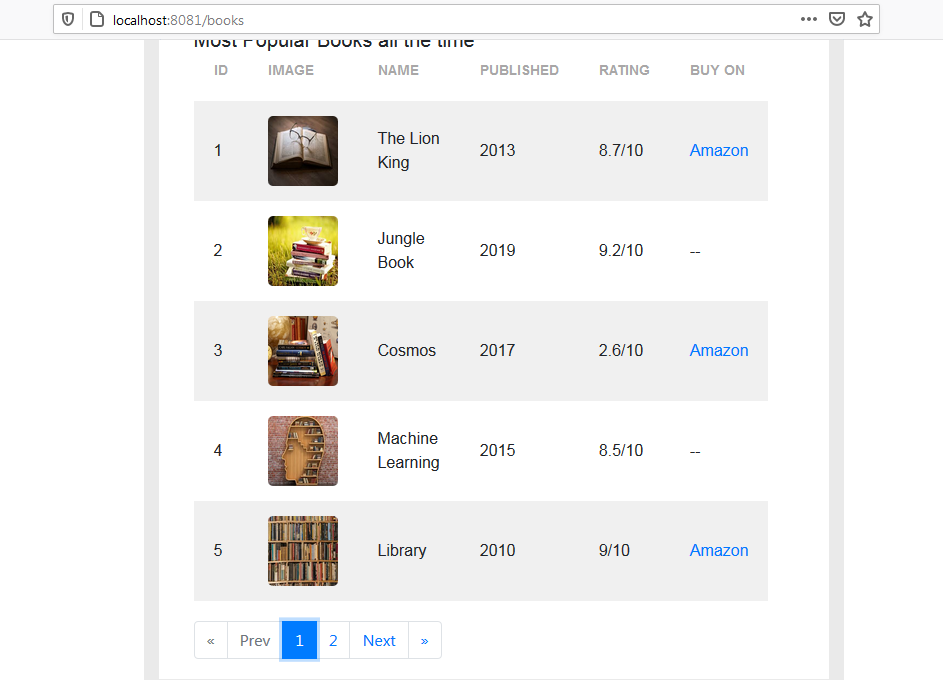 localhost:8081/books
Most Popular Books all the time
ID IMAGE NAME PUBLISHED RATING BUY ON
1 The Lion King 2013 8.7/10 Amazon
2 Jungle Book 2019 9.2/10 --
3 Cosmos 2017 2.6/10 Amazon
4 Machine Learning 2015 8.5/10 --
5 Library 2010 9/10 Amazon
« Prev 1 2 Next »